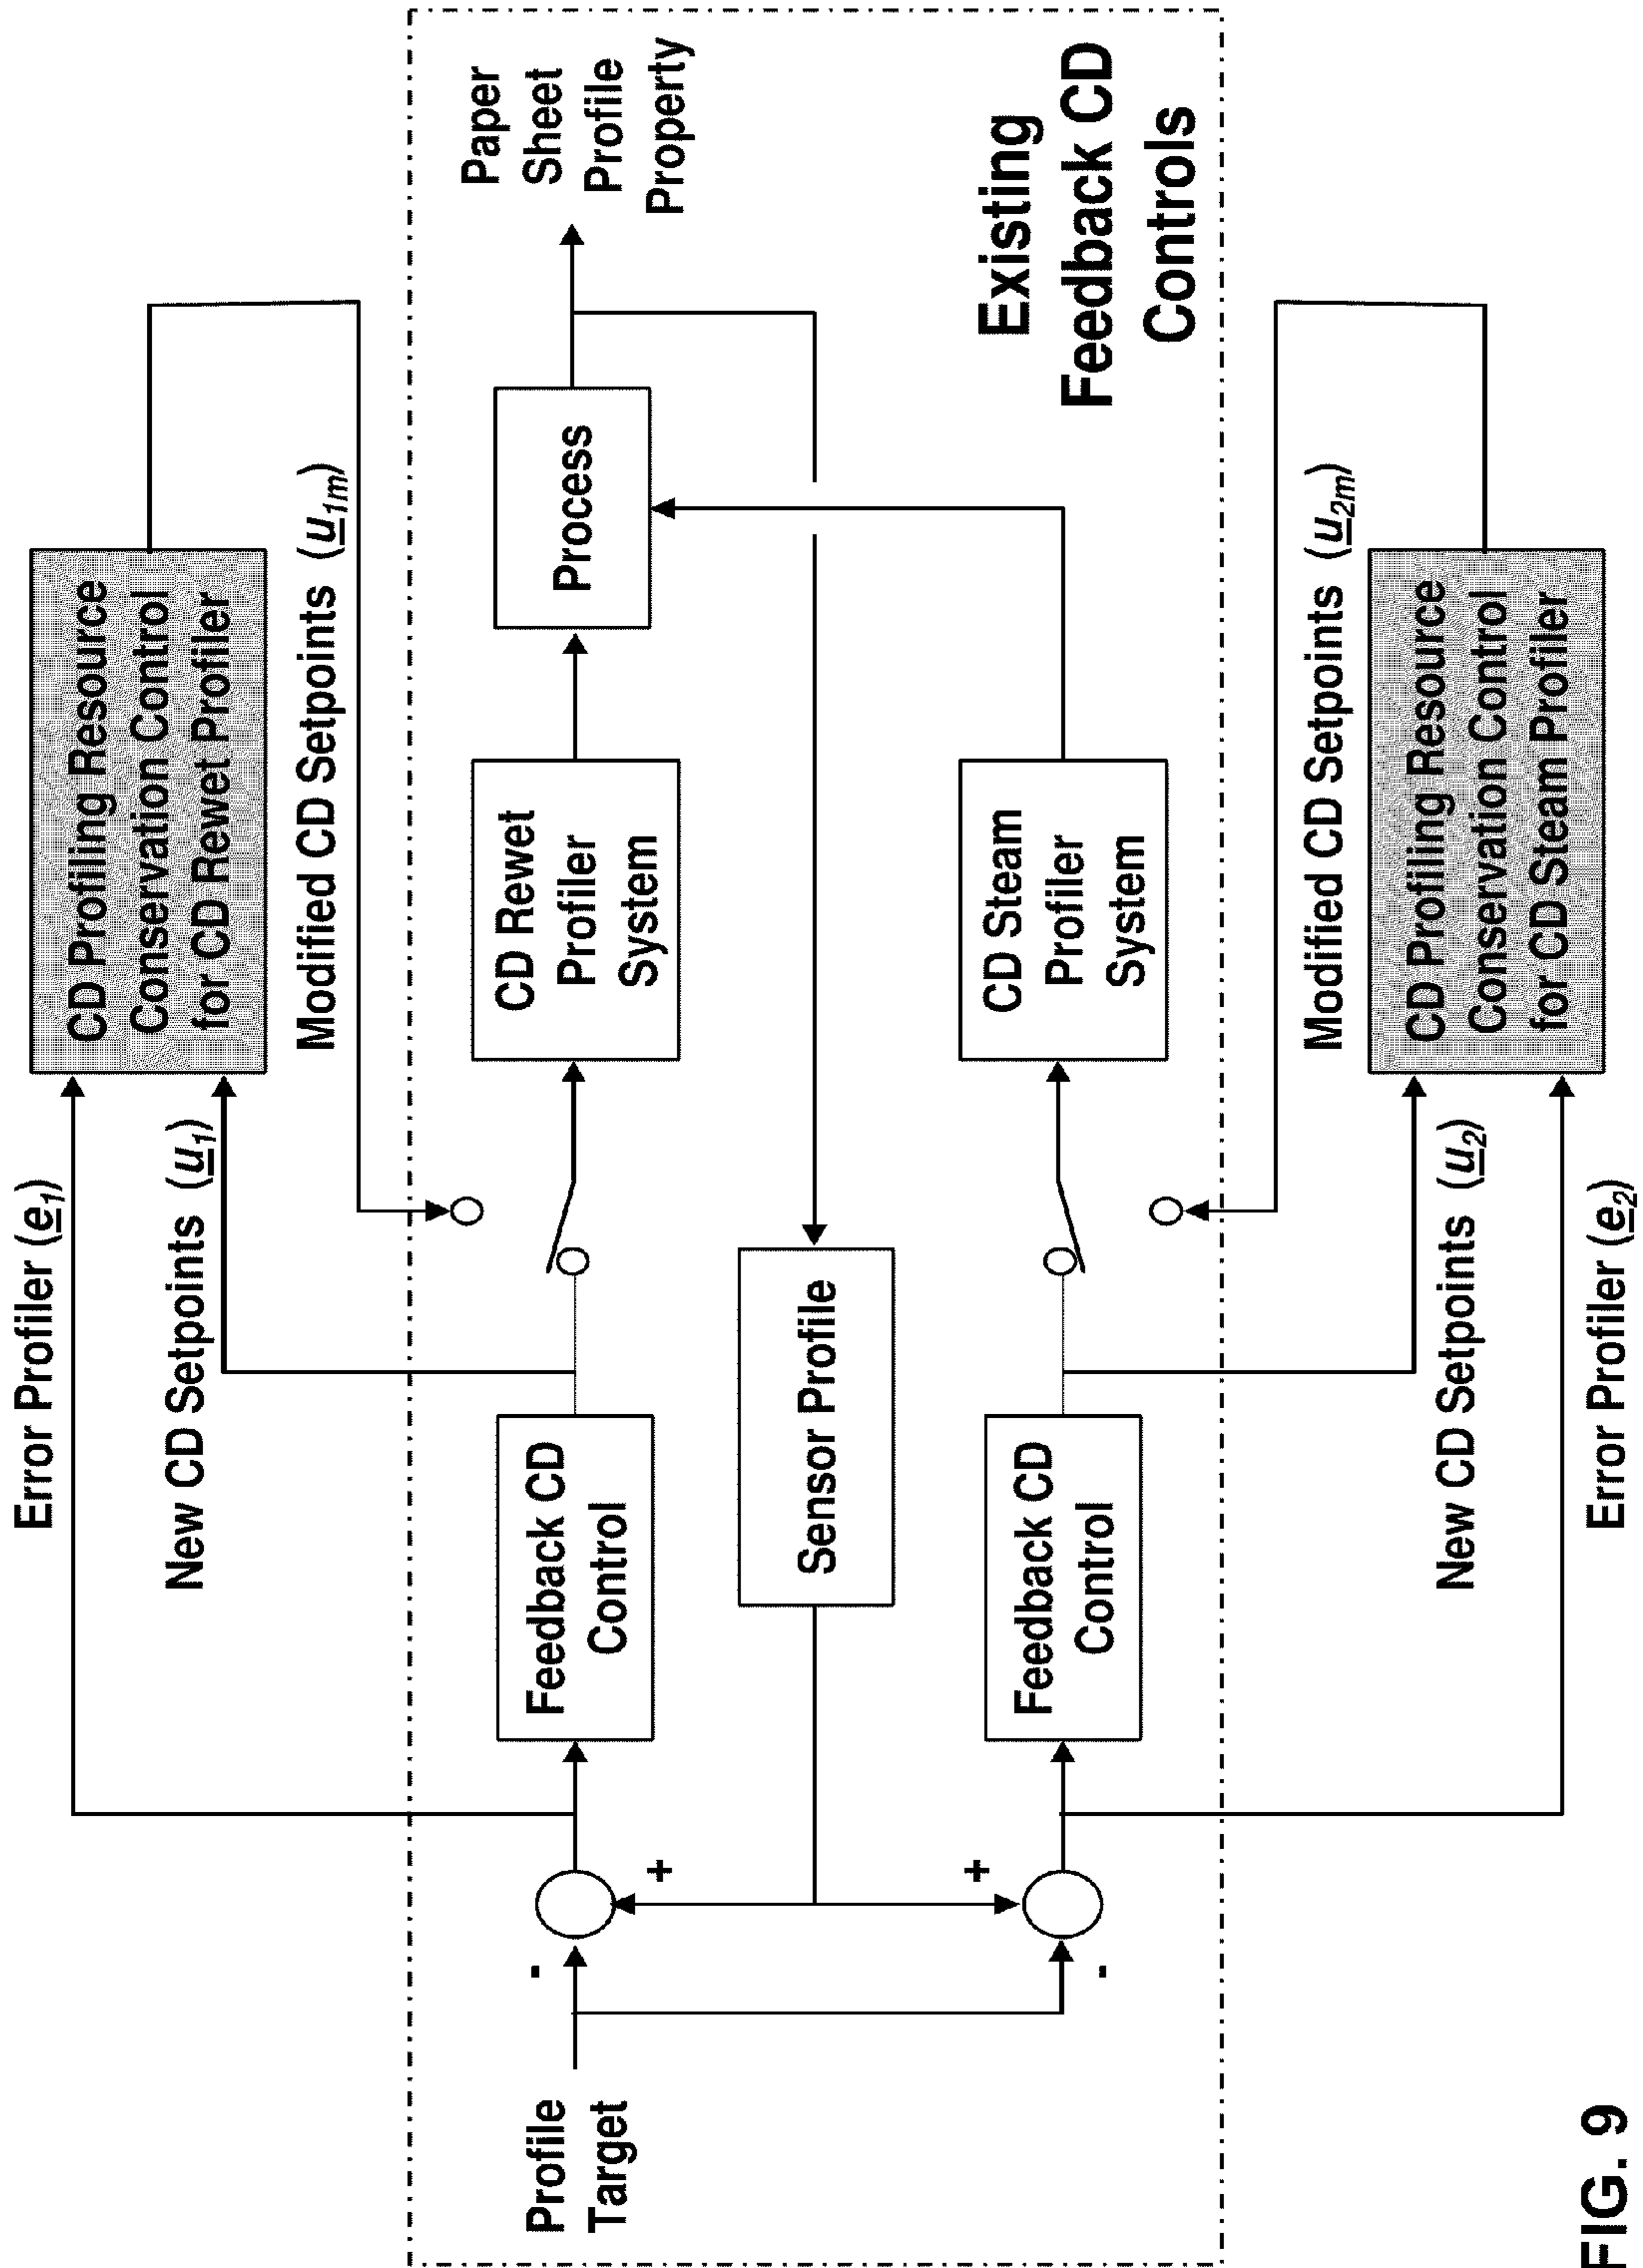 Error Profiler (e1)
New CD Setpoints (u1)
CD Profiling Resource
Conservation Control
for CD Rewet Profiler
Modified CD Setpoints (u1m)
Profile
Target
-
+
Feedback CD
Control
CD Rewet
Profiler
System
Process
Paper
Sheet
Profile
Property
Sensor Profile
+
-
Feedback CD
Control
CD Steam
Profiler
System
Existing
Feedback CD
Controls
Modified CD Setpoints (u2m)
CD Profiling Resource
Conservation Control
for CD Steam Profiler
New CD Setpoints (u2)
Error Profiler (e2)
FIG. 9